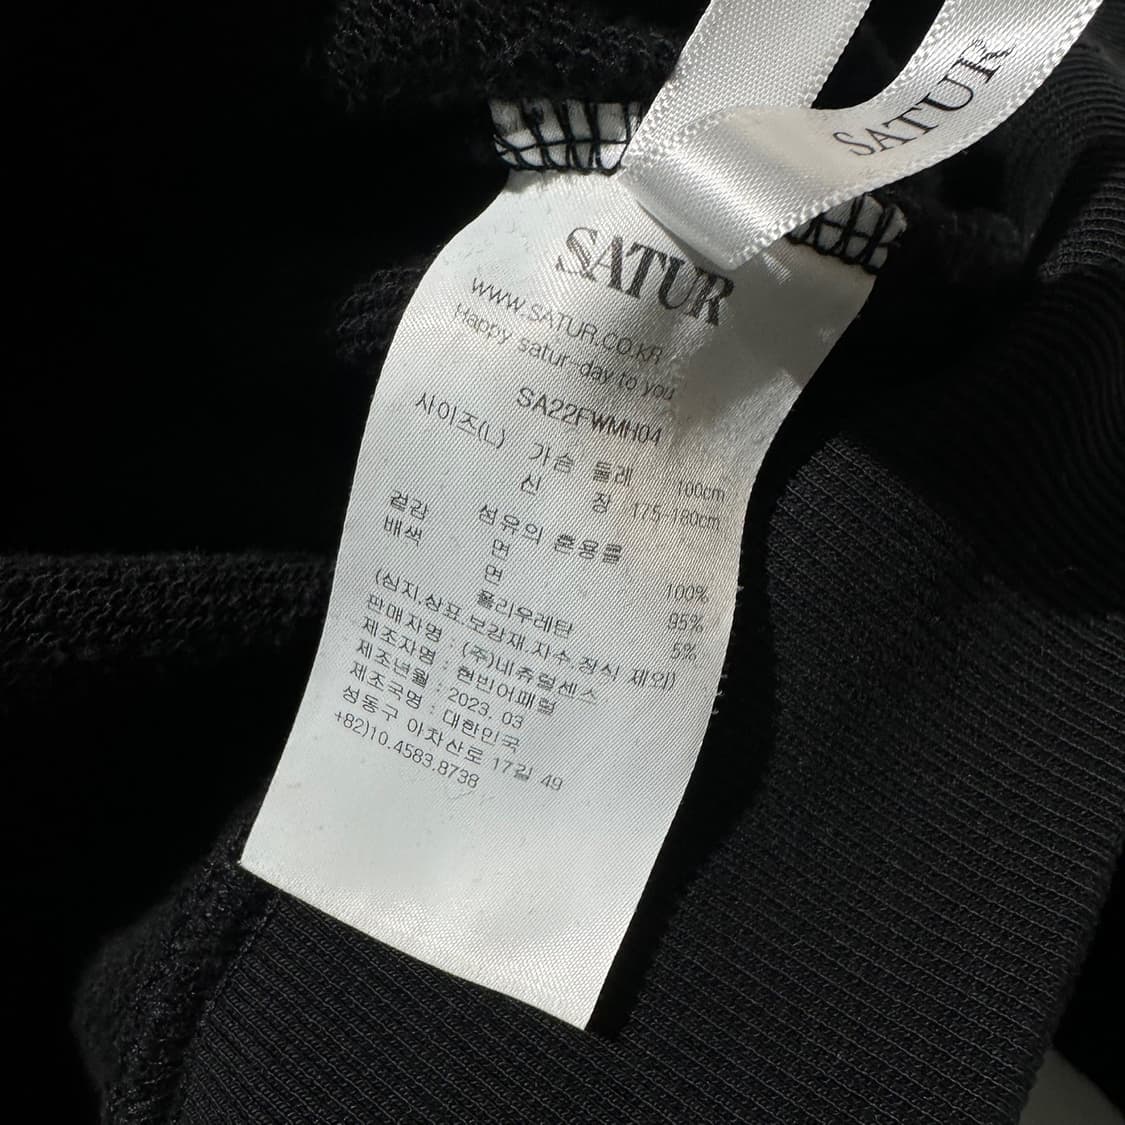 SATUR
SATUR
WWW.SATUR.CO.KR
Happy satur-day to you
SA22FWMH04
사이즈(L) 가슴 둘레 100cm
신 장 175-180cm
섬유의 혼용률
겉감 면 100%
배색 면 95%
폴리우레탄 5%
(심지,상표,보강재,자수,장식 제외)
판매자명 : (주)네츄럴센스
제조자명 : 현빈어패럴
제조년월 : 2023. 03
제조국명 : 대한민국
성동구 아차산로 17길 49
+82)10.4583.8738